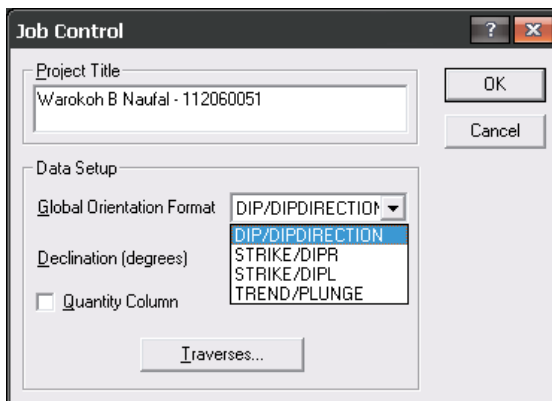 Job Control
Project Title
OK
Warokoh B Naufal - 112060051
Cancel
Data Setup
Global Orientation Format DIP/DIPDIRECTION
DIP/DIPDIRECTION
Declination (degrees)
STRIKE/DIPR
STRIKE/DIPL
TREND/PLUNGE
Quantity Column
Traverses...